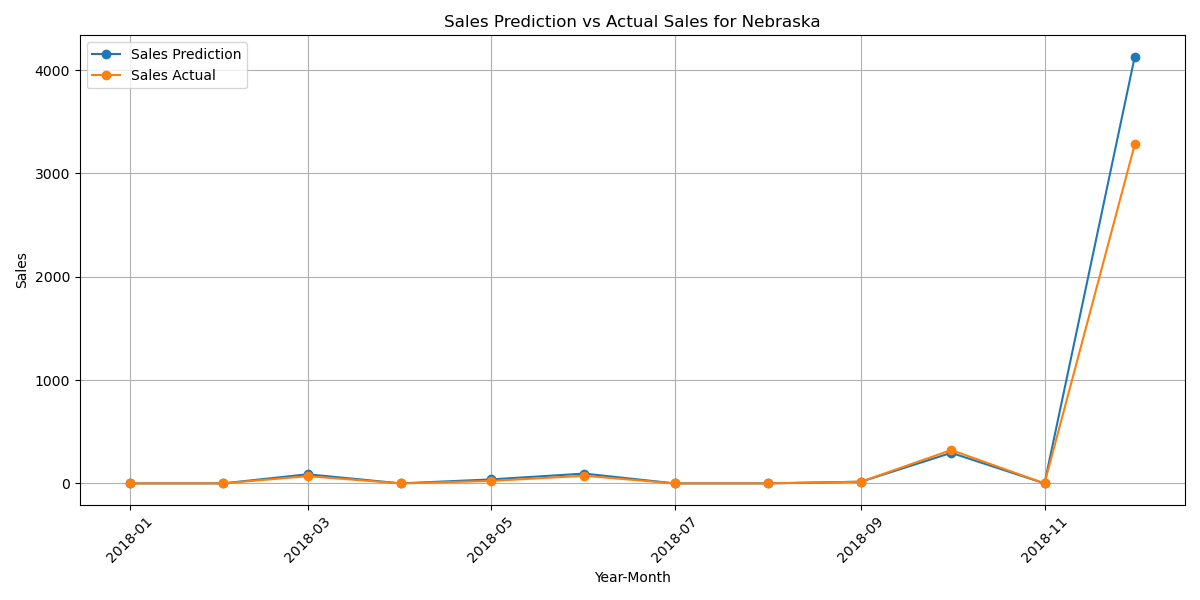 Sales Prediction vs Actual Sales for Nebraska
Sales Prediction
Sales Actual
Sales
4000
3000
2000
1000
0
2018-01
2018-03
2018-05
2018-07
2018-09
2018-11
Year-Month